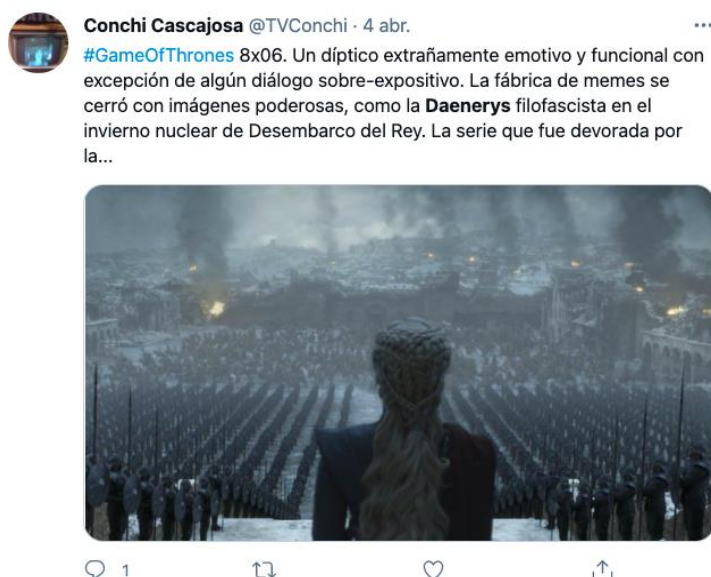 Conchi Cascajosa @TVConchi · 4 abr.
#GameOfThrones 8x06. Un díptico extrañamente emotivo y funcional con
excepción de algún diálogo sobre-expositivo. La fábrica de memes se
cerró con imágenes poderosas, como la Daenerys filofascista en el
invierno nuclear de Desembarco del Rey. La serie que fue devorada por
la...
1